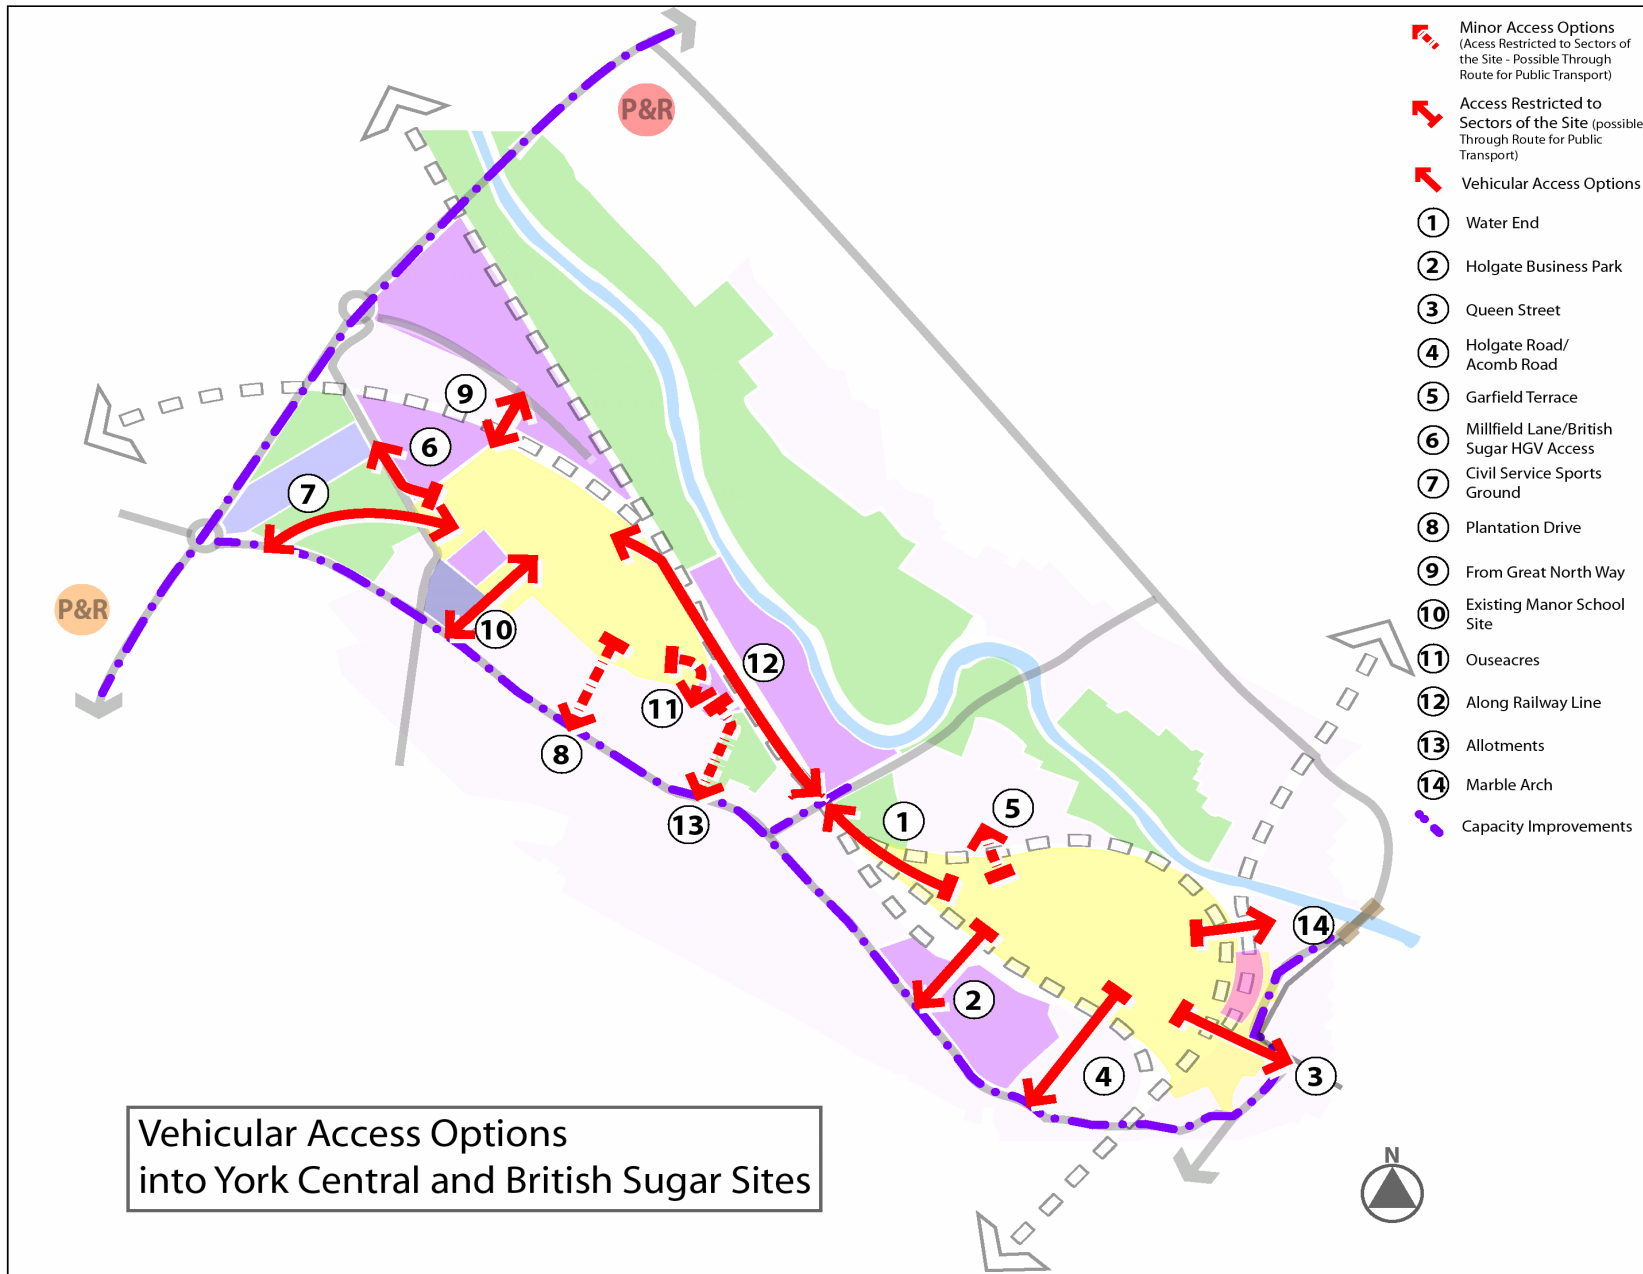 P&R
P&R
9
6
7
10
12
11
8
13
1
5
14
2
4
3
Minor Access Options
(Acess Restricted to Sectors of
the Site - Possible Through
Route for Public Transport)
Access Restricted to
Sectors of the Site (possible
Through Route for Public
Transport)
Vehicular Access Options
1 Water End
2 Holgate Business Park
3 Queen Street
4 Holgate Road/
Acomb Road
5 Garfield Terrace
6 Millfield Lane/British
Sugar HGV Access
7 Civil Service Sports
Ground
8 Plantation Drive
9 From Great North Way
10 Existing Manor School
Site
11 Ouseacres
12 Along Railway Line
13 Allotments
14 Marble Arch
Capacity Improvements
Vehicular Access Options
into York Central and British Sugar Sites
N